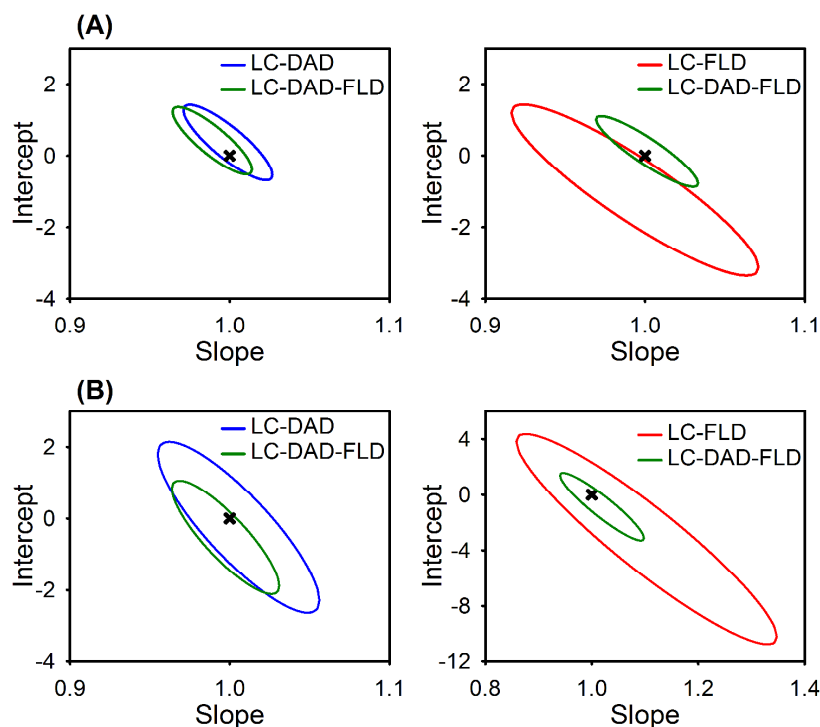 (A)
LC-DAD
LC-DAD-FLD
2
0
-2
-4
Intercept
0.9
1.0
1.1
Slope
LC-FLD
LC-DAD-FLD
2
0
-2
-4
Intercept
0.9
1.0
1.1
Slope
(B)
LC-DAD
LC-DAD-FLD
2
0
-2
-4
Intercept
0.9
1.0
1.1
Slope
LC-FLD
LC-DAD-FLD
4
0
-4
-8
-12
Intercept
0.8
1.0
1.2
1.4
Slope